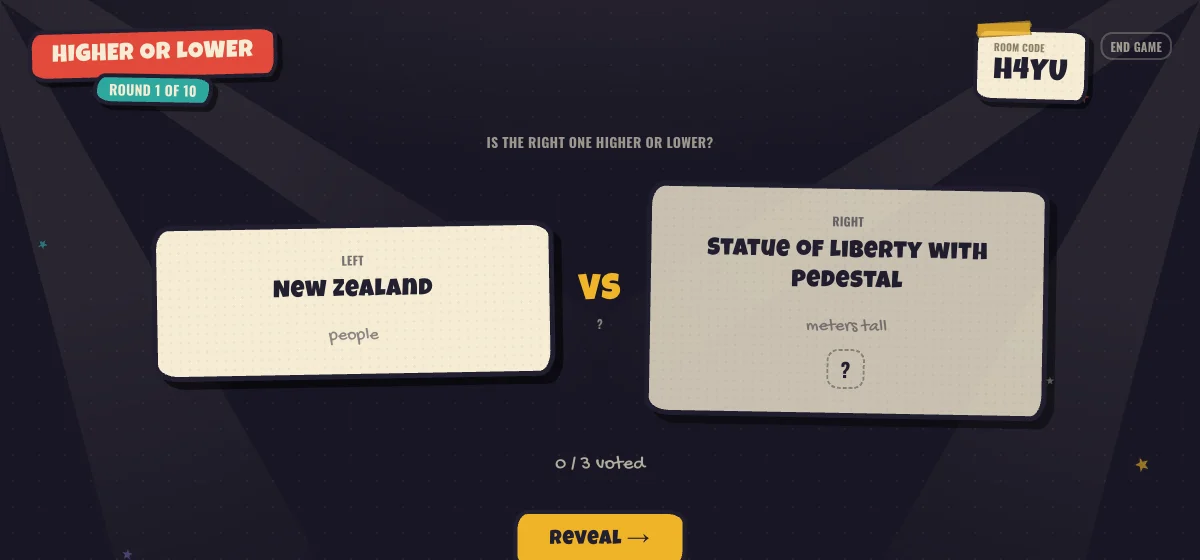 HIGHER OR LOWER
ROUND 1 OF 10
ROOM CODE
H4YU
END GAME
IS THE RIGHT ONE HIGHER OR LOWER?
LEFT
New Zealand
people
VS
?
RIGHT
Statue of Liberty with
Pedestal
meters tall
?
0 / 3 voted
Reveal →